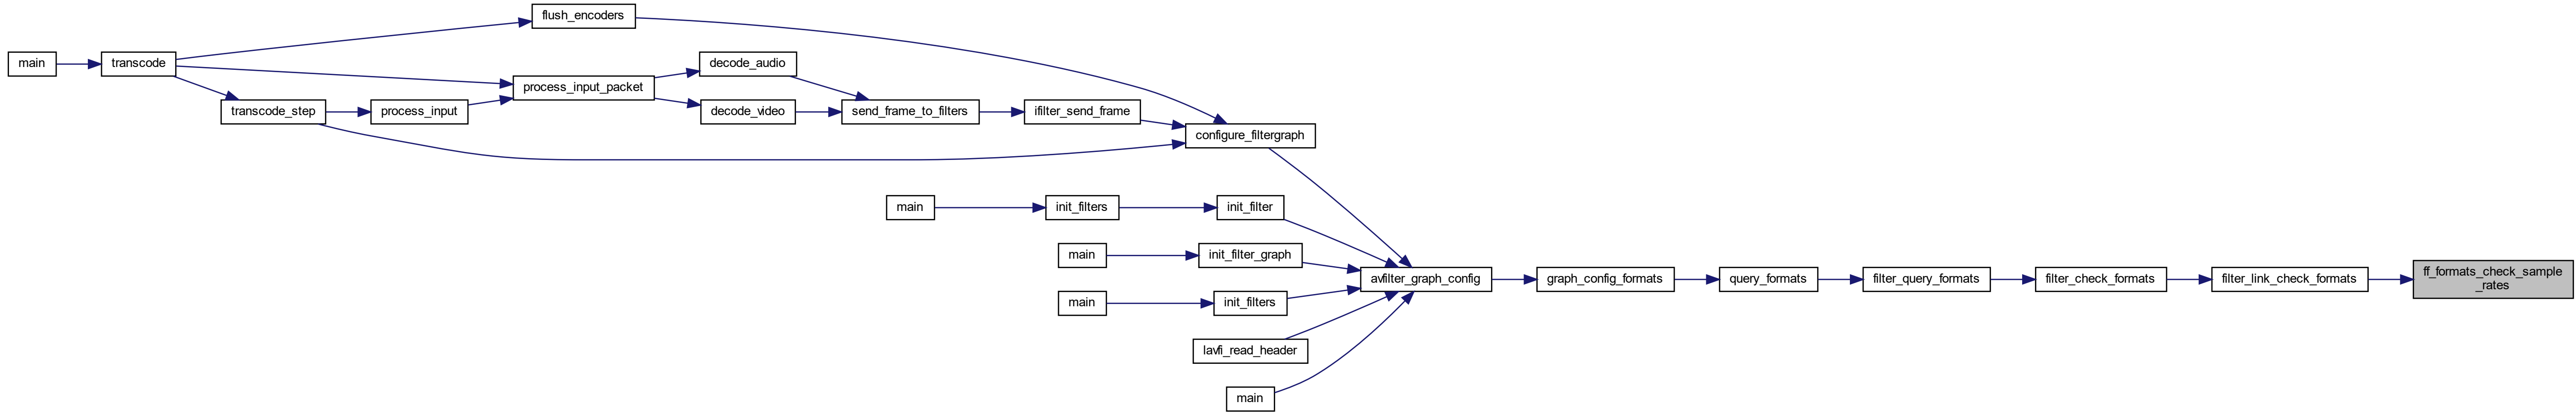 flush_encoders
main
transcode
decode_audio
process_input_packet
transcode_step
process_input
decode_video
send_frame_to_filters
ifilter_send_frame
configure_filtergraph
main
init_filters
init_filter
main
init_filter_graph
avfilter_graph_config
graph_config_formats
query_formats
filter_query_formats
filter_check_formats
filter_link_check_formats
ff_formats_check_sample
_rates
main
init_filters
lavfi_read_header
main